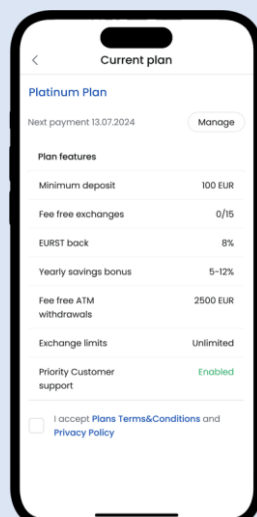 Current plan
Platinum Plan
Next payment 13.07.2024 Manage
Plan features
Minimum deposit 100 EUR
Fee free exchanges 0/15
EURST back 8%
Yearly savings bonus 5-12%
Fee free ATM 2500 EUR
withdrawals
Exchange limits Unlimited
Priority Customer Enabled
support
I accept Plans Terms&Conditions and
Privacy Policy